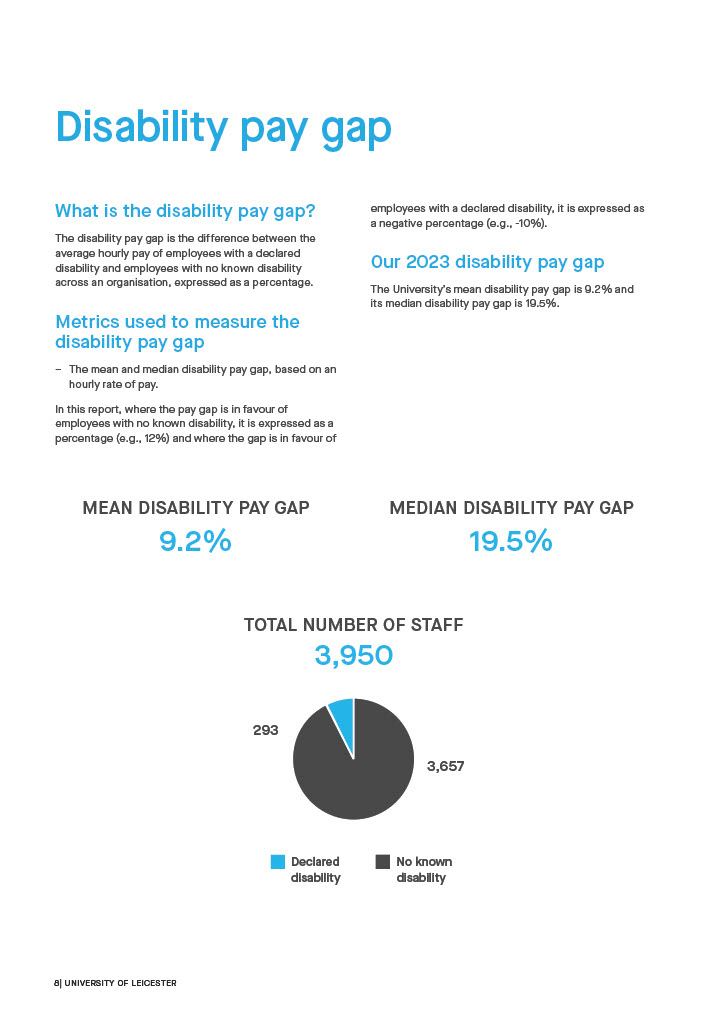 Disability pay gap
What is the disability pay gap?
The disability pay gap is the difference between the
average hourly pay of employees with a declared
disability and employees with no known disability
across an organisation, expressed as a percentage.
Metrics used to measure the
disability pay gap
– The mean and median disability pay gap, based on an
hourly rate of pay.
In this report, where the pay gap is in favour of
employees with no known disability, it is expressed as a
percentage (e.g., 12%) and where the gap is in favour of
employees with a declared disability, it is expressed as
a negative percentage (e.g., -10%).
Our 2023 disability pay gap
The University's mean disability pay gap is 9.2% and
its median disability pay gap is 19.5%.
MEAN DISABILITY PAY GAP
9.2%
MEDIAN DISABILITY PAY GAP
19.5%
TOTAL NUMBER OF STAFF
3,950
293
3,657
Declared
disability
No known
disability
8| UNIVERSITY OF LEICESTER